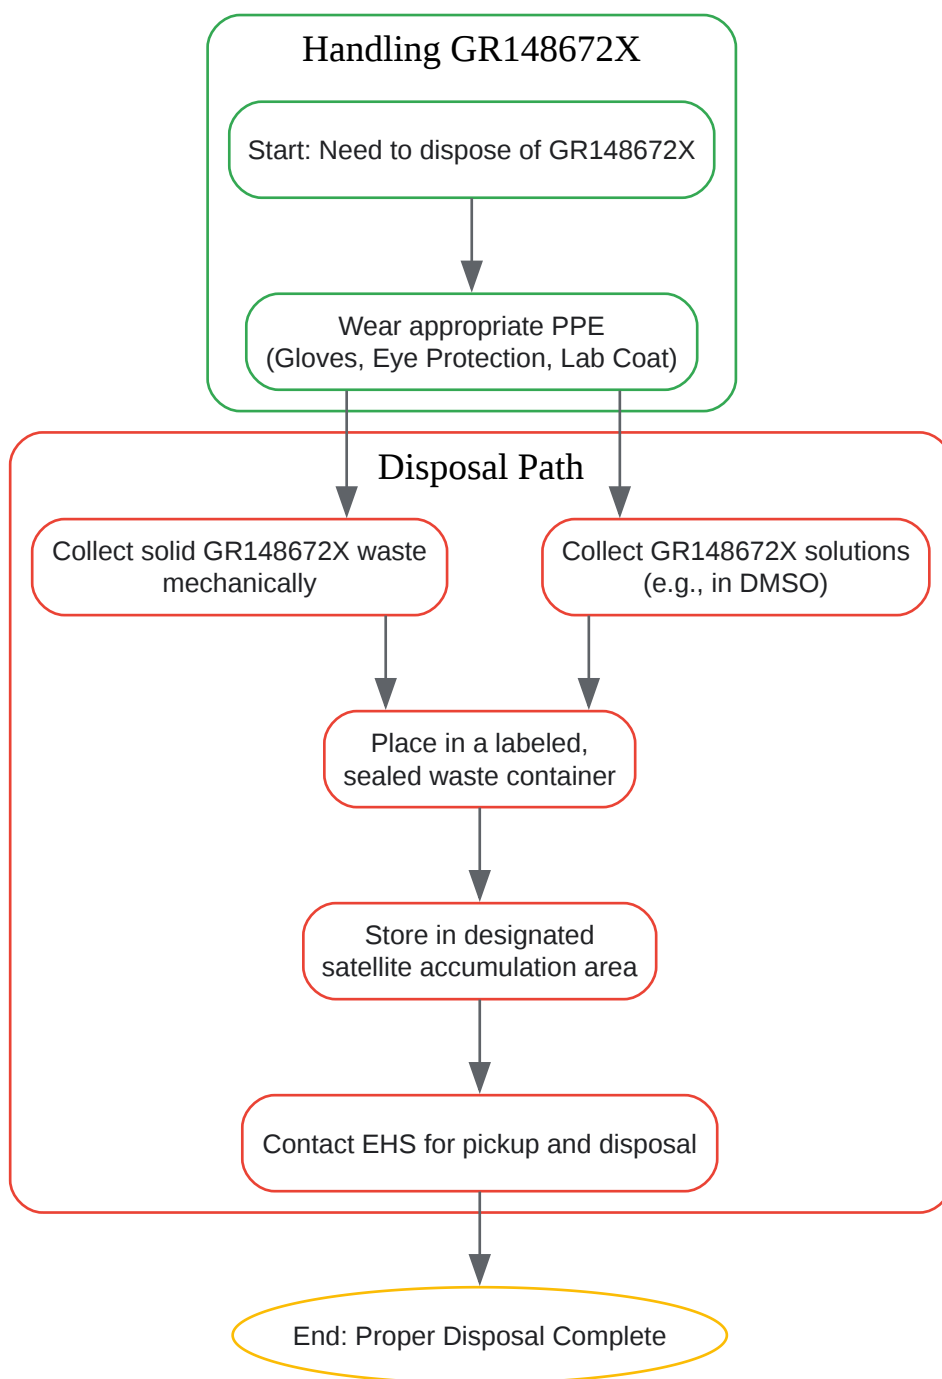 Handling GR148672X
Start: Need to dispose of GR148672X
Wear appropriate PPE
(Gloves, Eye Protection, Lab Coat)
Disposal Path
Collect solid GR148672X waste
mechanically
Collect GR148672X solutions
(e.g., in DMSO)
Place in a labeled,
sealed waste container
Store in designated
satellite accumulation area
Contact EHS for pickup and disposal
End: Proper Disposal Complete